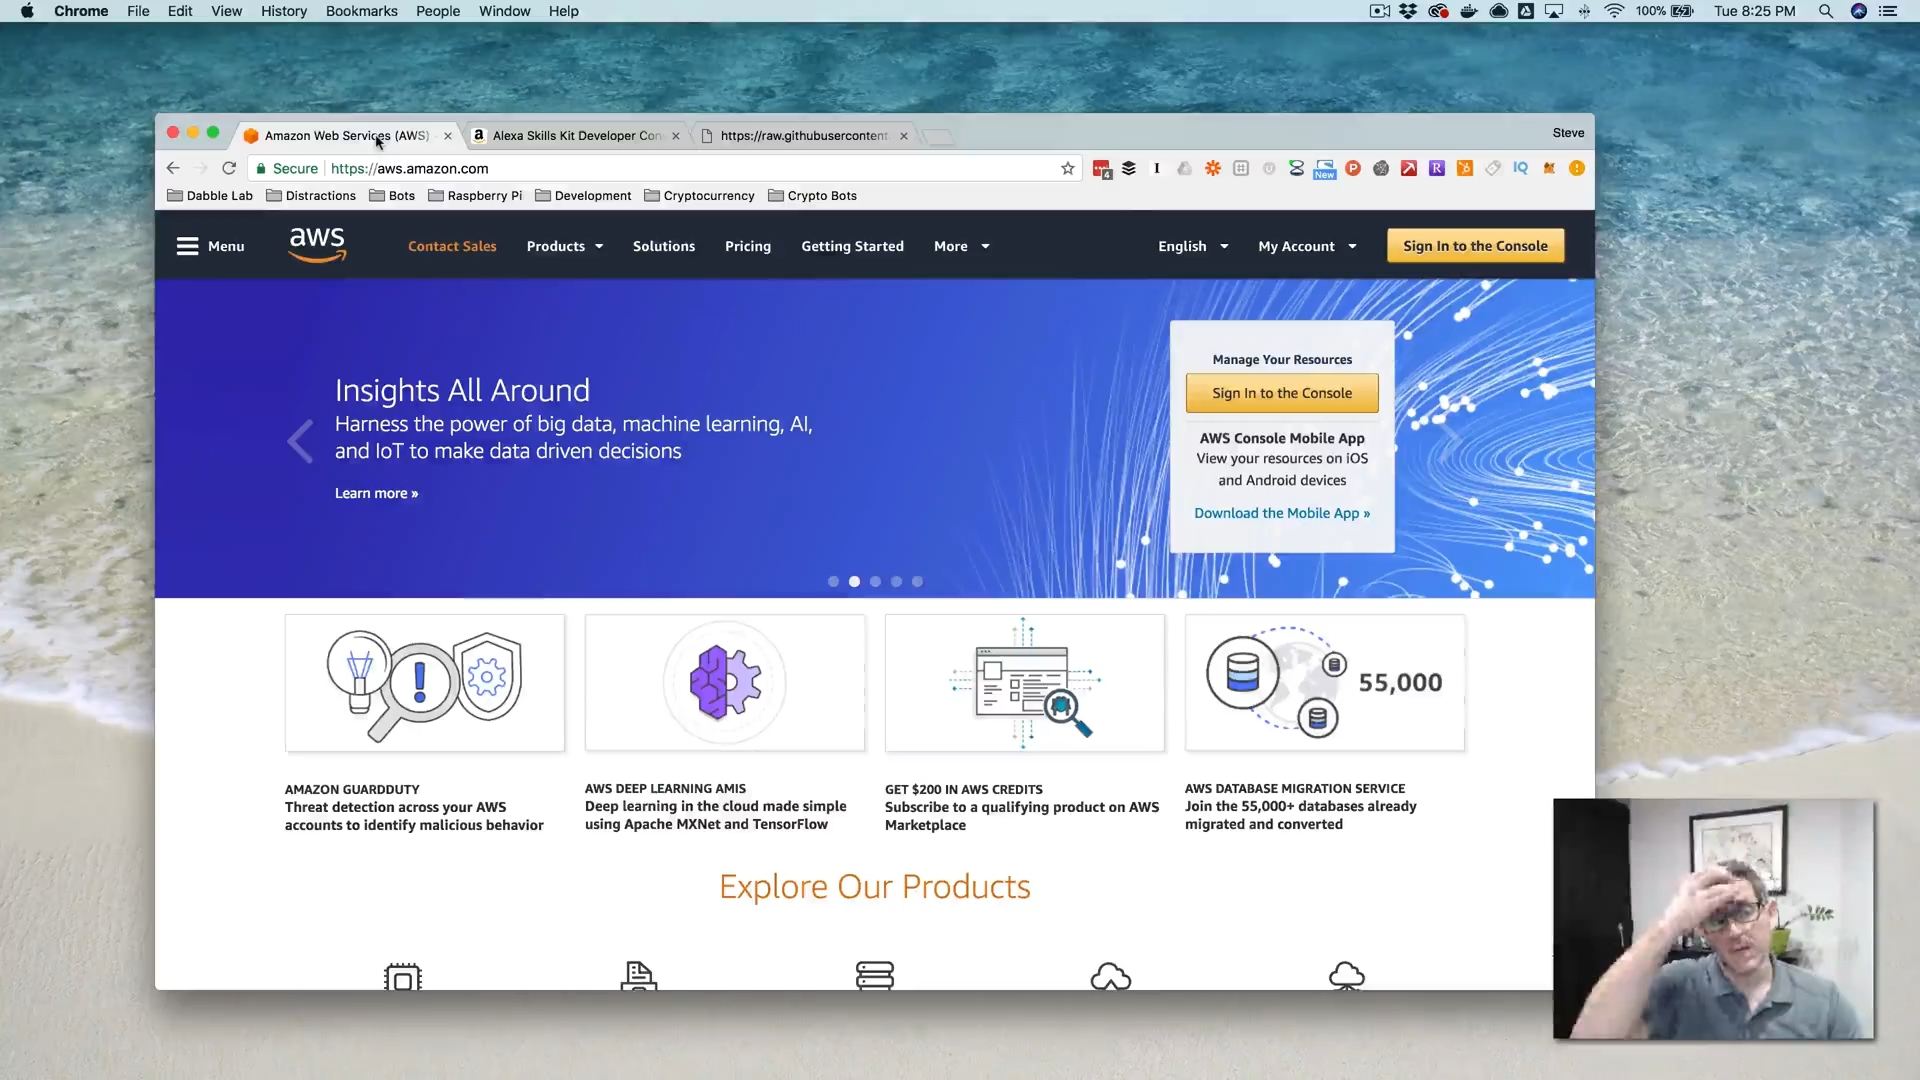 Chrome File Edit View History Bookmarks People Window Help
100% Tue 8:25 PM
Amazon Web Services (AWS)
Alexa Skills Kit Developer Con
https://raw.githubusercontent.
Steve
Secure https://aws.amazon.com
4
New
IQ
Dabble Lab Distractions Bots Raspberry Pi Development Cryptocurrency Crypto Bots
Menu
aws
Contact Sales Products Solutions Pricing Getting Started More
English My Account Sign In to the Console
Insights All Around
Harness the power of big data, machine learning, AI,
and IoT to make data driven decisions
Learn more »
Manage Your Resources
Sign In to the Console
AWS Console Mobile App
View your resources on iOS
and Android devices
Download the Mobile App »
55,000
AMAZON GUARDDUTY
Threat detection across your AWS
accounts to identify malicious behavior
AWS DEEP LEARNING AMIS
Deep learning in the cloud made simple
using Apache MXNet and TensorFlow
GET $200 IN AWS CREDITS
Subscribe to a qualifying product on AWS
Marketplace
AWS DATABASE MIGRATION SERVICE
Join the 55,000+ databases already
migrated and converted
Explore Our Products